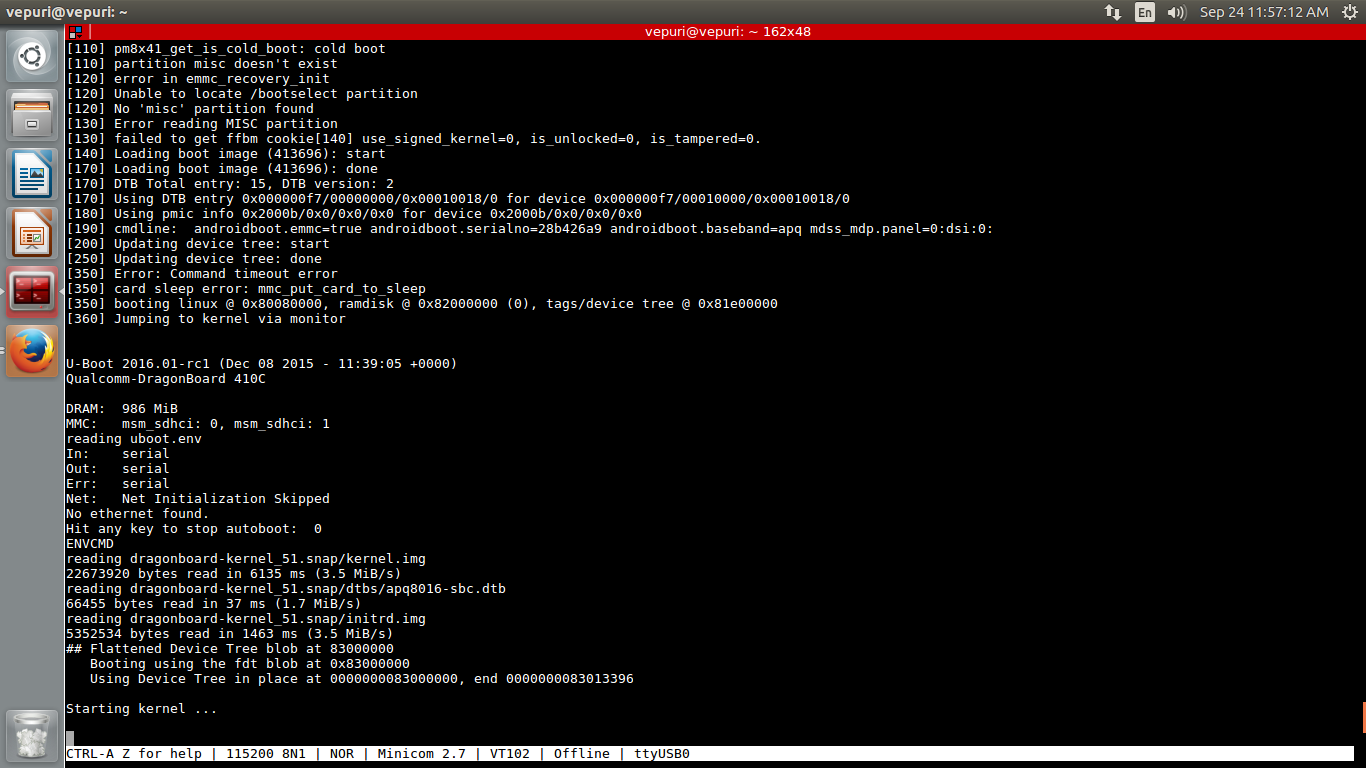 vepuri@vepuri: ~
En
Sep 24 11:57:12 AM
vepuri@vepuri: ~ 162x48
[110] pm8x41_get_is_cold_boot: cold boot
[110] partition misc doesn't exist
[120] error in emmc_recovery_init
[120] Unable to locate /bootselect partition
[120] No 'misc' partition found
[130] Error reading MISC partition
[130] failed to get ffbm cookie[140] use_signed_kernel=0, is_unlocked=0, is_tampered=0.
[140] Loading boot image (413696): start
[170] Loading boot image (413696): done
[170] DTB Total entry: 15, DTB version: 2
[170] Using DTB entry 0x000000f7/00000000/0x00010018/0 for device 0x000000f7/00010000/0x00010018/0
[180] Using pmic info 0x2000b/0x0/0x0/0x0 for device 0x2000b/0x0/0x0/0x0
[190] cmdline:  androidboot.emmc=true androidboot.serialno=28b426a9 androidboot.baseband=apq mdss_mdp.panel=0:dsi:0:
[200] Updating device tree: start
[250] Updating device tree: done
[350] Error: Command timeout error
[350] card sleep error: mmc_put_card_to_sleep
[350] booting linux @ 0x80080000, ramdisk @ 0x82000000 (0), tags/device tree @ 0x81e00000
[360] Jumping to kernel via monitor
U-Boot 2016.01-rc1 (Dec 08 2015 - 11:39:05 +0000)
Qualcomm-DragonBoard 410C
DRAM:  986 MiB
MMC:   msm_sdhci: 0, msm_sdhci: 1
reading uboot.env
In:    serial
Out:   serial
Err:   serial
Net:   Net Initialization Skipped
No ethernet found.
Hit any key to stop autoboot:  0
ENVCMD
reading dragonboard-kernel_51.snap/kernel.img
22673920 bytes read in 6135 ms (3.5 MiB/s)
reading dragonboard-kernel_51.snap/dtbs/apq8016-sbc.dtb
66455 bytes read in 37 ms (1.7 MiB/s)
reading dragonboard-kernel_51.snap/initrd.img
5352534 bytes read in 1463 ms (3.5 MiB/s)
## Flattened Device Tree blob at 83000000
   Booting using the fdt blob at 0x83000000
   Using Device Tree in place at 0000000083000000, end 0000000083013396
Starting kernel ...
CTRL-A Z for help | 115200 8N1 | NOR | Minicom 2.7 | VT102 | Offline | ttyUSB0